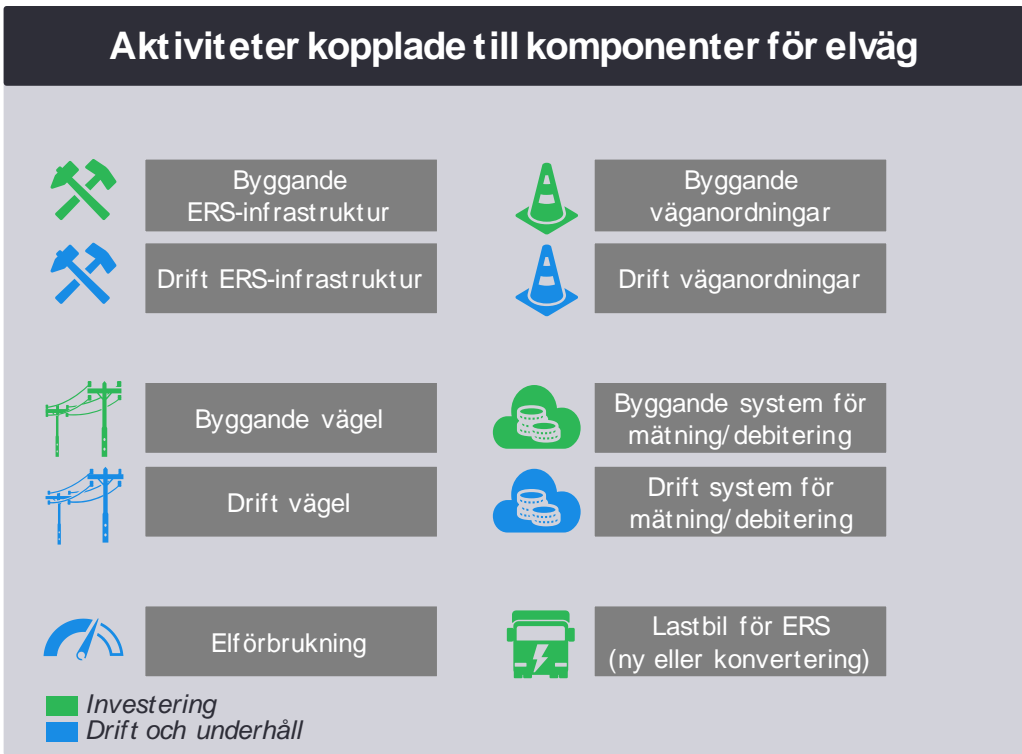 Aktiviteter kopplade till komponenter för elväg
Byggande
ERS-infrastruktur
Byggande
väganordningar
Drift ERS-infrastruktur
Drift väganordningar
Byggande vägel
Byggande system för
mätning/debitering
Drift vägel
Drift system för
mätning/debitering
Elförbrukning
Lastbil för ERS
(ny eller konvertering)
Investering
Drift och underhåll